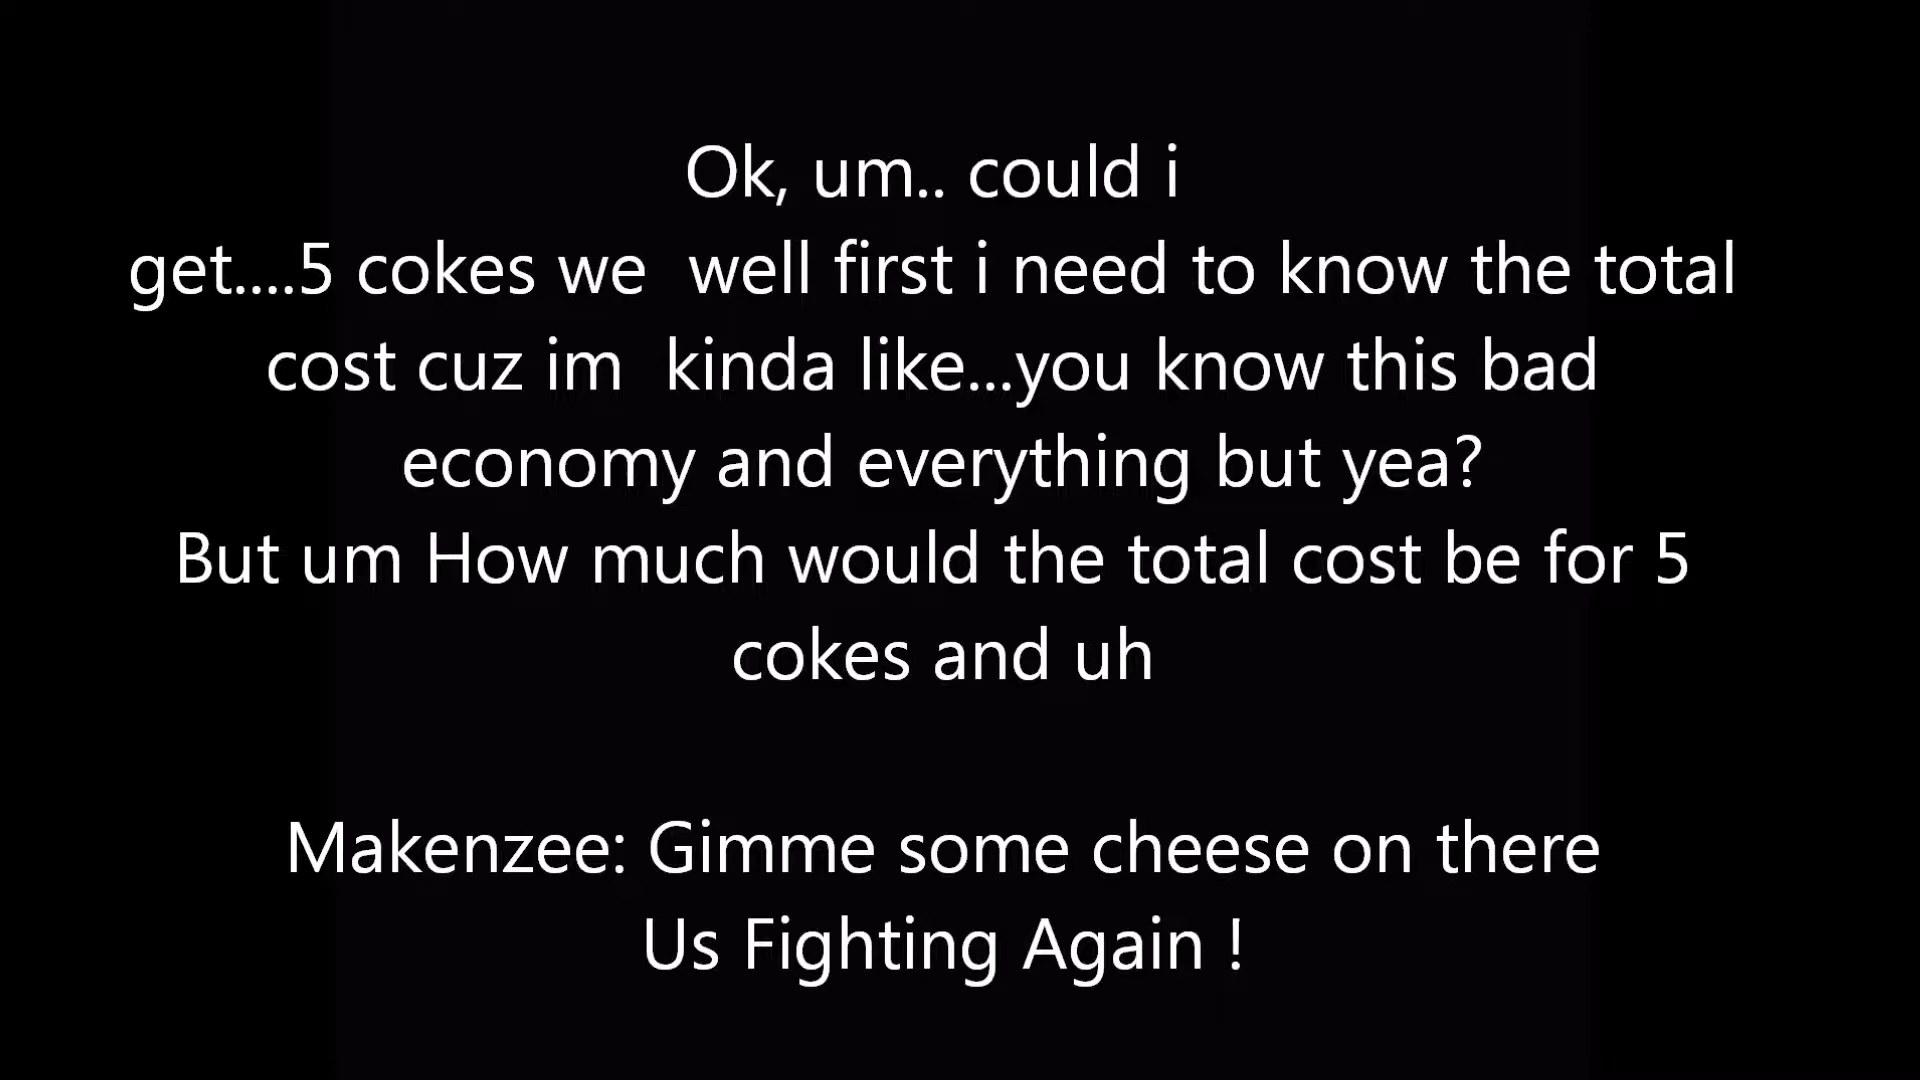 Ok, um.. could i
get....5 cokes we  well first i need to know the total
cost cuz im  kinda like...you know this bad
economy and everything but yea?
But um How much would the total cost be for 5
cokes and uh
Makenzee: Gimme some cheese on there
Us Fighting Again !